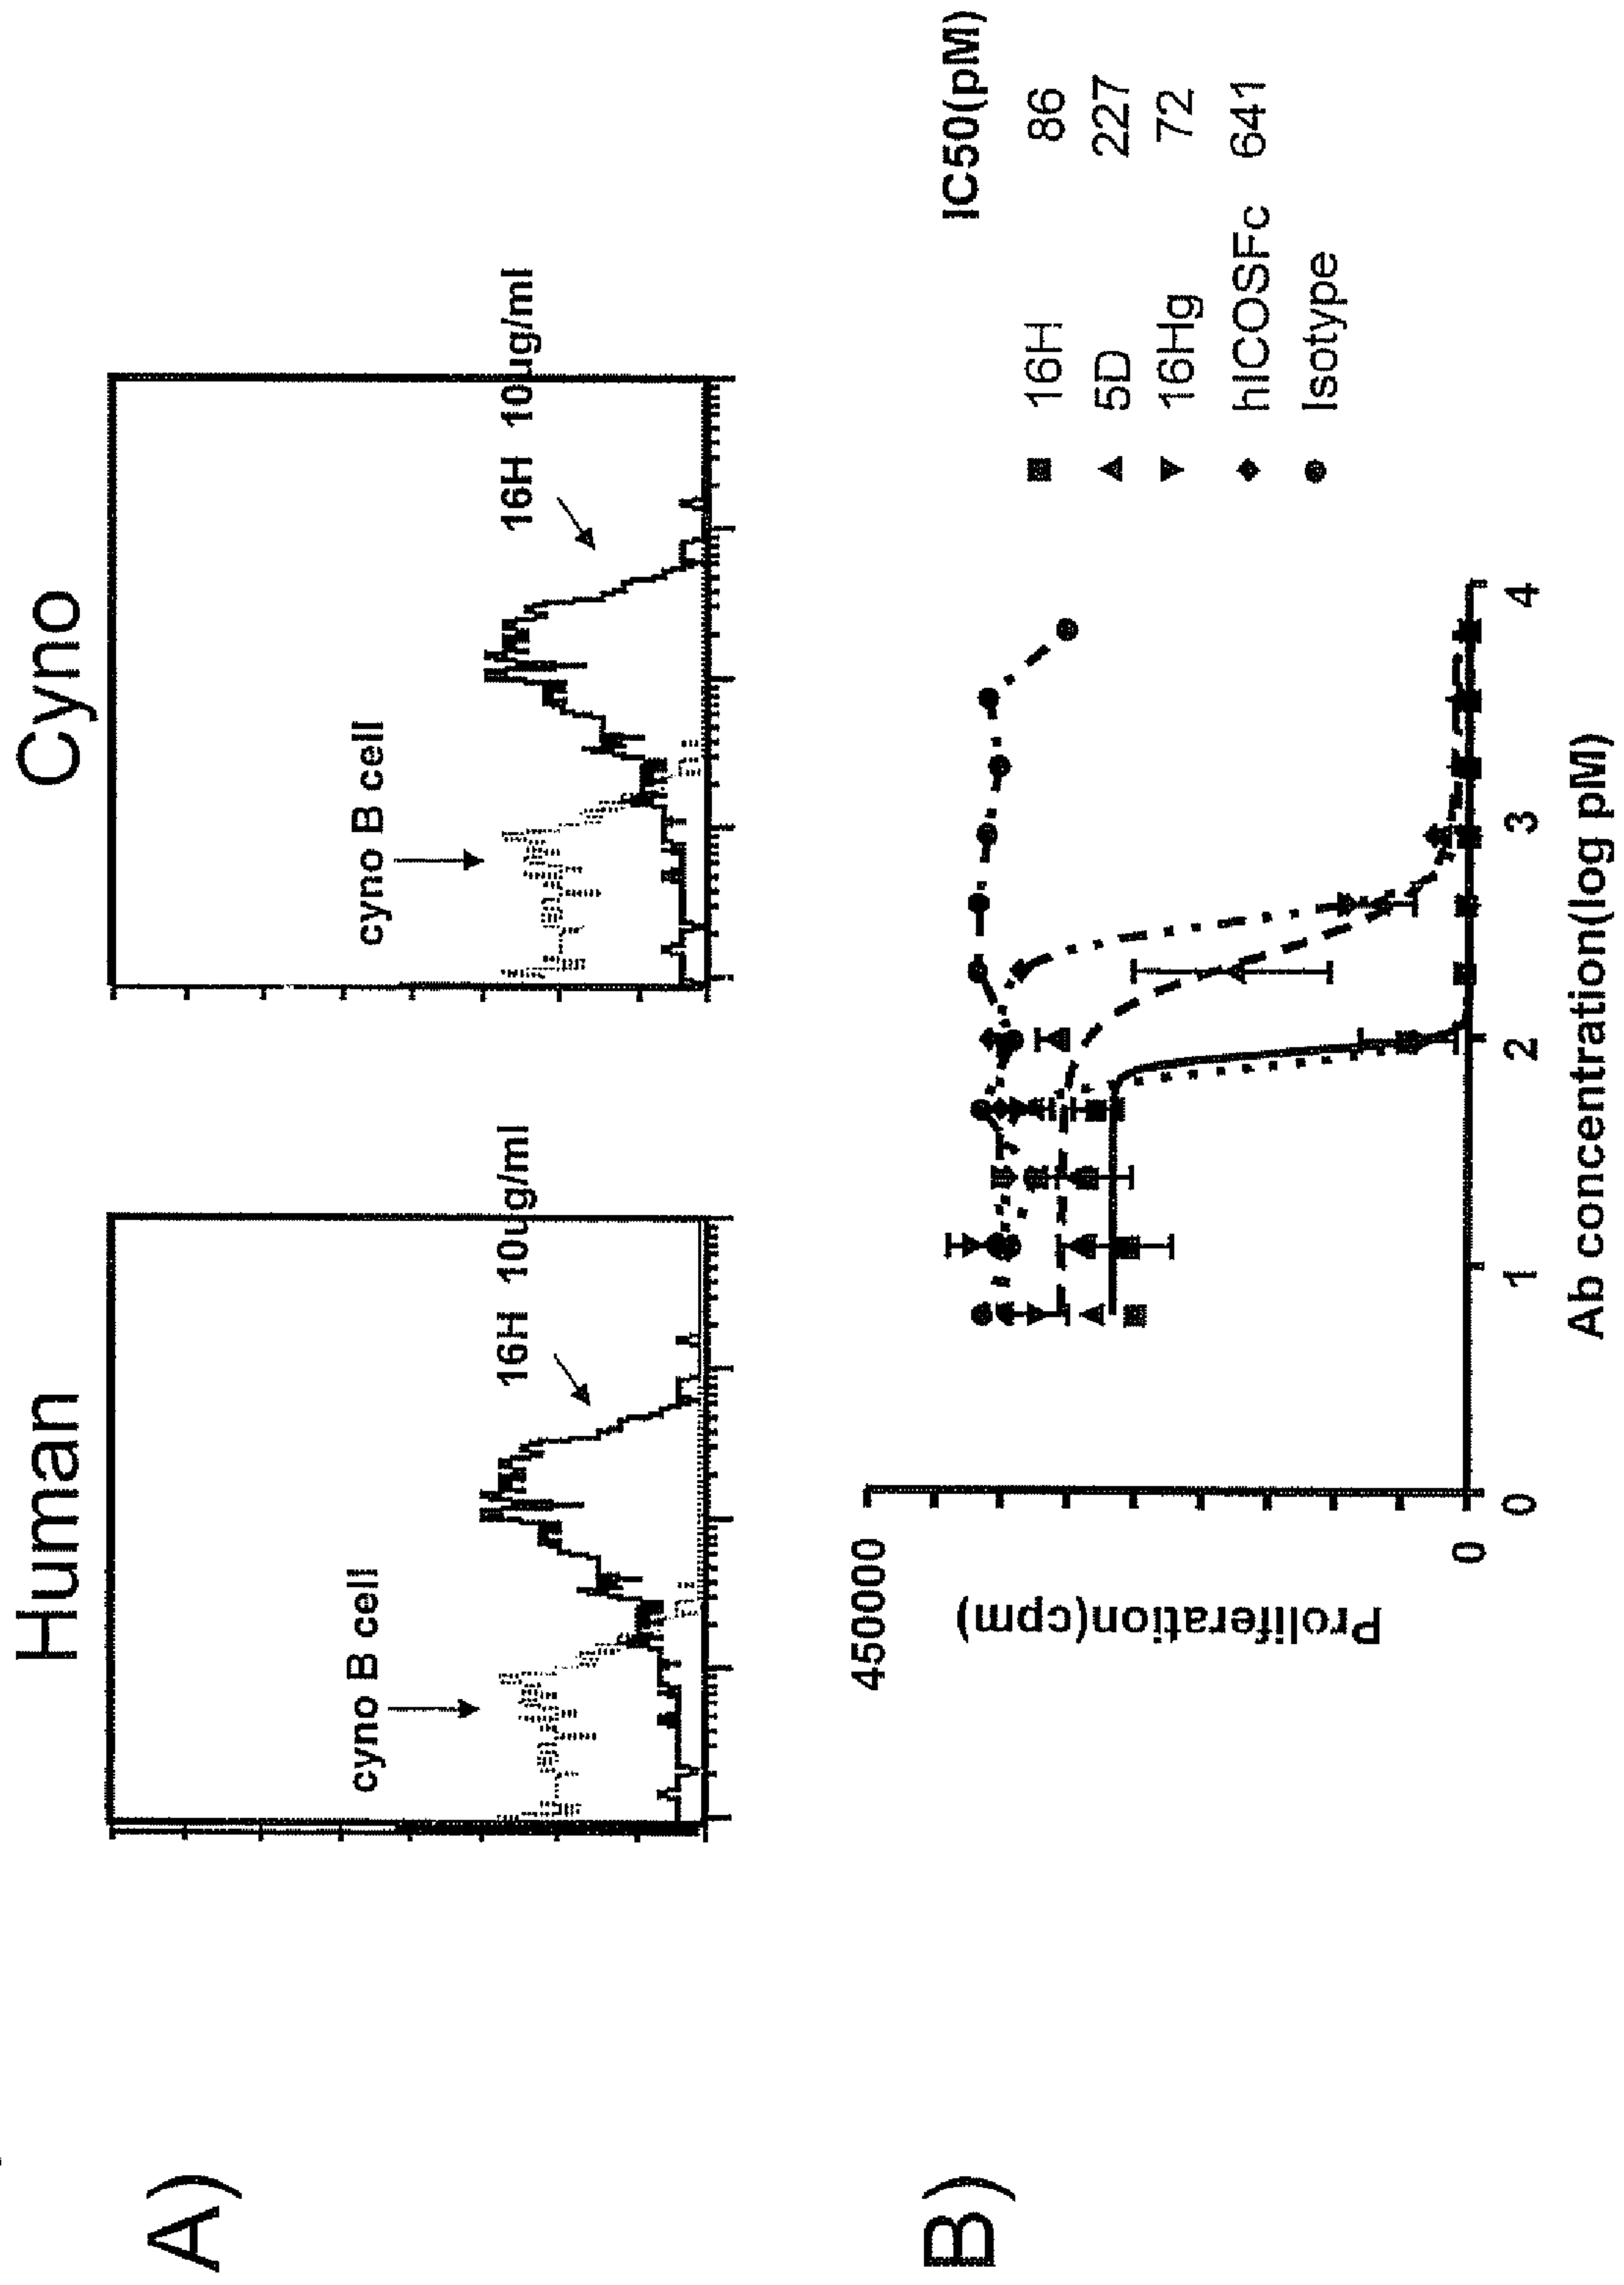 A)
Human
Cyno
cyno B cell
16H 10ug/ml
cyno B cell
16H 10ug/ml
B)
450000
0
Proliferation(cpm)
0
1
2
3
4
Ab concentration(log pM)
IC50(pM)
16H 86
5D 227
16Hg 72
hICOSFc 641
Isotype